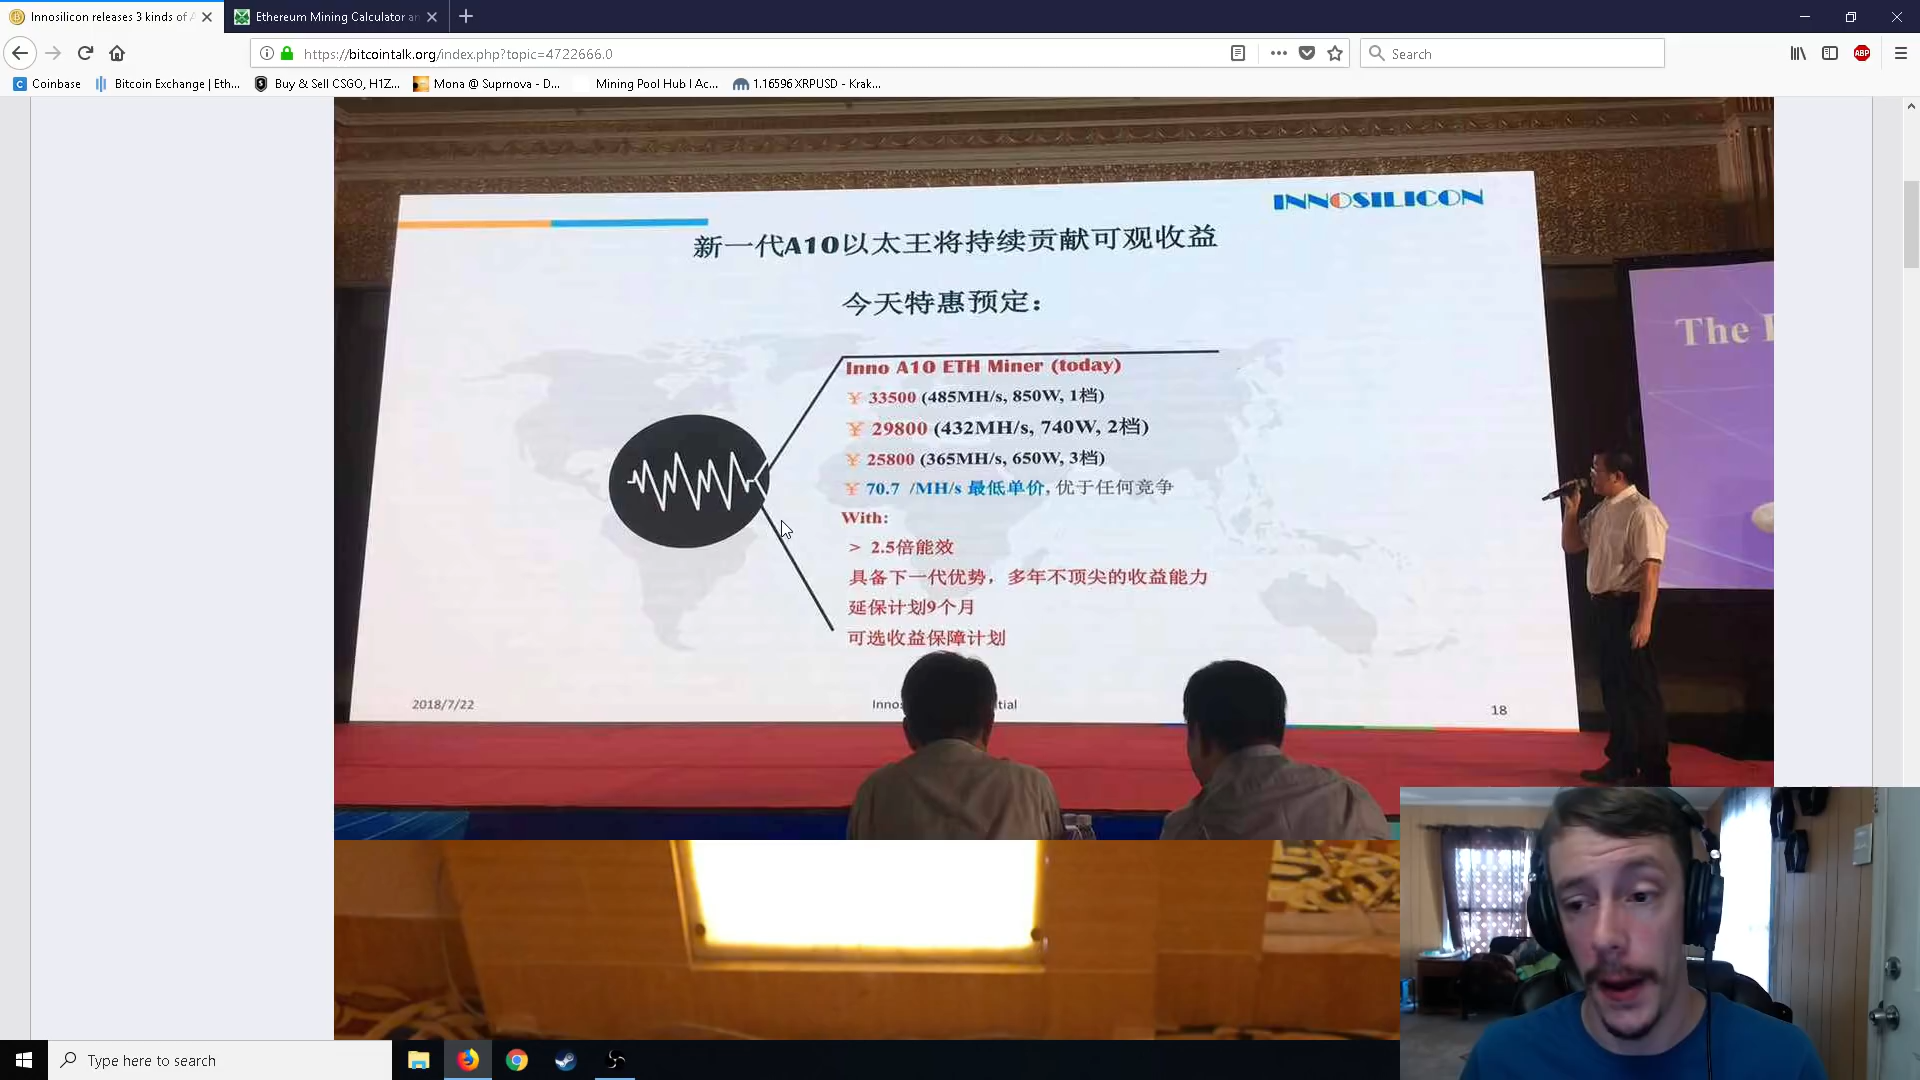 Innosilicon releases 3 kinds of A
Ethereum Mining Calculator an
https://bitcointalk.org/index.php?topic=4722666.0
Search
ABP
Coinbase
Bitcoin Exchange | Eth...
Buy & Sell CSGO, H1Z...
Mona @ Suprnova - D...
Mining Pool Hub | Ac...
1.16596 XRPUSD - Krak...
INNOSILICON
新一代A10以太王将持续贡献可观收益
今天特惠预定：
The
Inno A10 ETH Miner (today)
¥ 33500 (485MH/s, 850W, 1档)
¥ 29800 (432MH/s, 740W, 2档)
¥ 25800 (365MH/s, 650W, 3档)
¥ 70.7 /MH/s 最低单价, 优于任何竞争
With:
> 2.5倍能效
具备下一代优势，多年不顶尖的收益能力
延保计划9个月
可选收益保障计划
2018/7/22
18
Type here to search